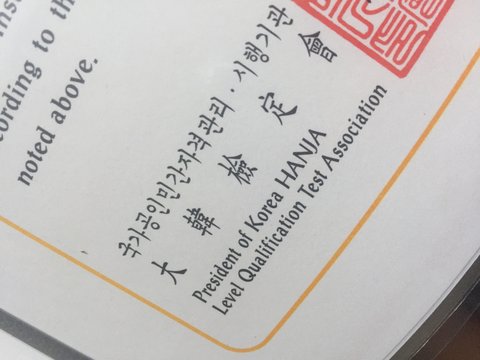 cording to th
noted above.
국가공인민간자격관리·시행기관
大韓檢定會
President of Korea HANJA
Level Qualification Test Association